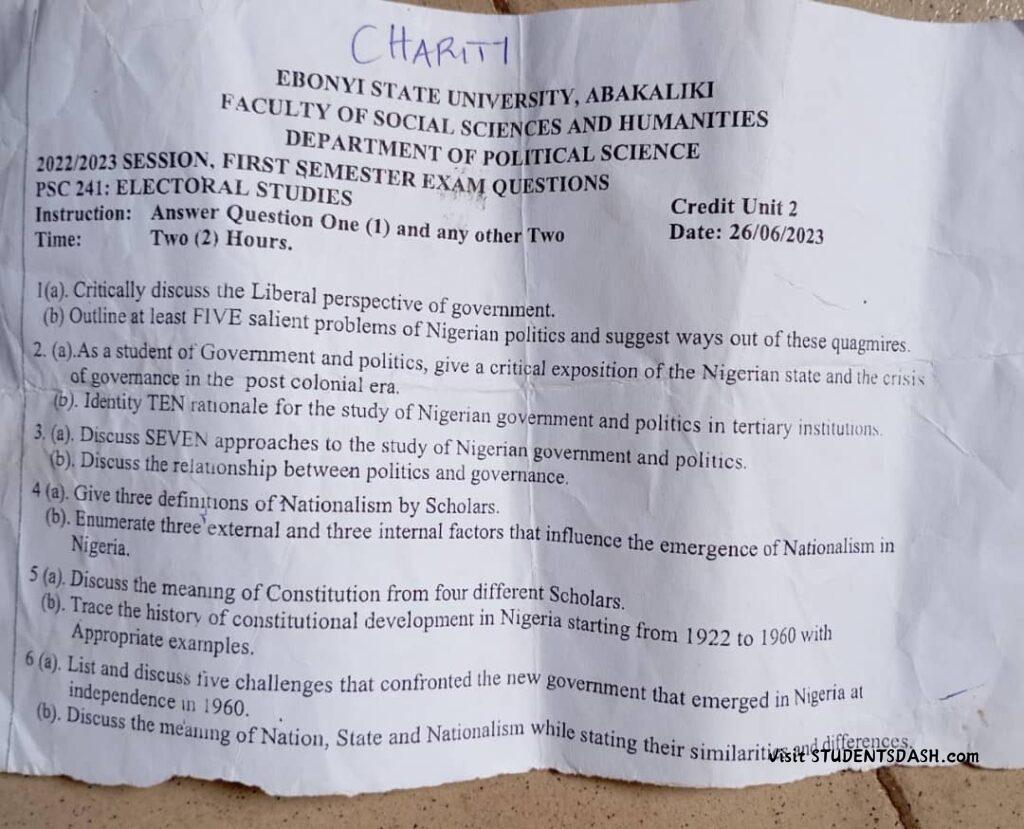 CHARITY
EBONYI STATE UNIVERSITY, ABAKALIKI
FACULTY OF SOCIAL SCIENCES AND HUMANITIES
DEPARTMENT OF POLITICAL SCIENCE
2022/2023 SESSION, FIRST SEMESTER EXAM QUESTIONS
PSC 241: ELECTORAL STUDIES
Credit Unit 2
Instruction: Answer Question One (1) and any other Two
Date: 26/06/2023
Time: Two (2) Hours.
1(a). Critically discuss the Liberal perspective of government.
(b) Outline at least FIVE salient problems of Nigerian politics and suggest ways out of these quagmires.
2. (a).As a student of Government and politics, give a critical exposition of the Nigerian state and the crisis
of governance in the post colonial era.
(b). Identity TEN rationale for the study of Nigerian government and politics in tertiary institutions.
3. (a). Discuss SEVEN approaches to the study of Nigerian government and politics.
(b). Discuss the relationship between politics and governance.
4 (a). Give three definitions of Nationalism by Scholars.
(b). Enumerate three external and three internal factors that influence the emergence of Nationalism in
Nigeria.
5 (a). Discuss the meaning of Constitution from four different Scholars.
(b). Trace the history of constitutional development in Nigeria starting from 1922 to 1960 with
Appropriate examples.
6 (a). List and discuss five challenges that confronted the new government that emerged in Nigeria at
independence in 1960.
(b). Discuss the meaning of Nation, State and Nationalism while stating their similarities and differences.
Visit STUDENTSDASH.com